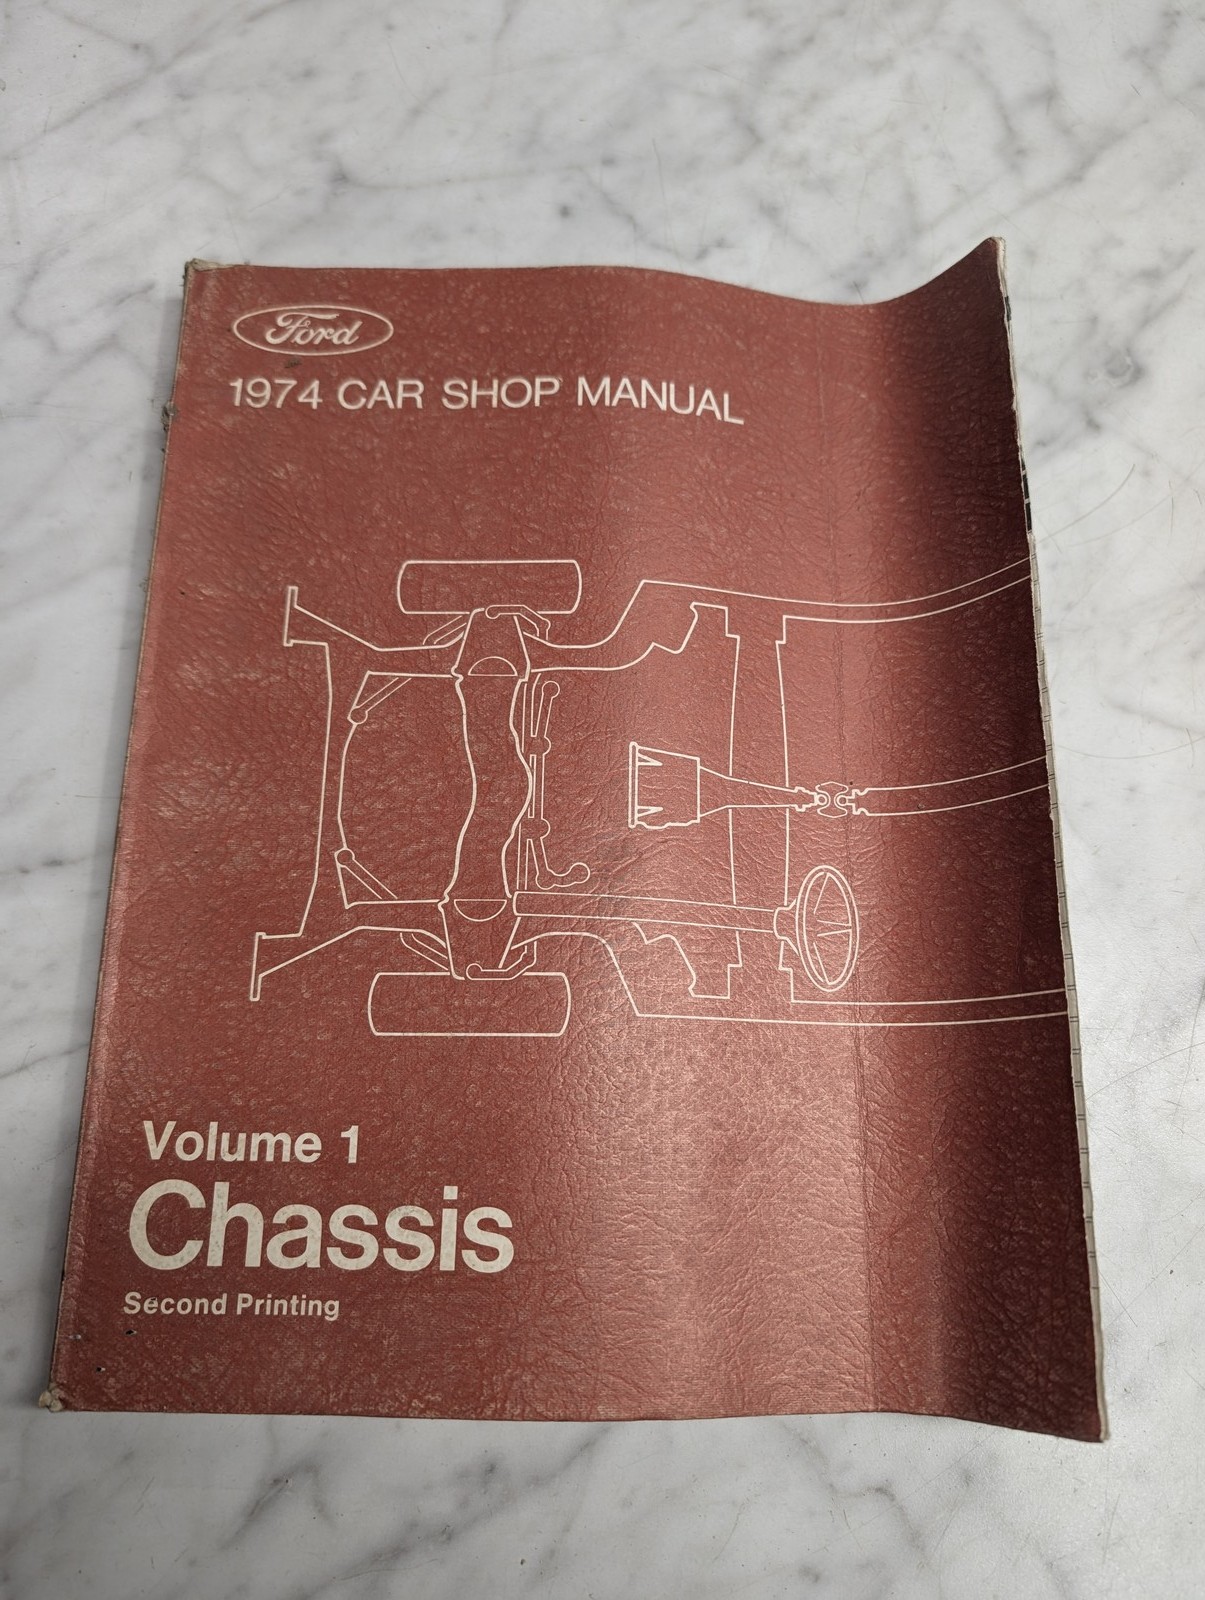 Ford
1974 CAR SHOP MANUAL
Volume 1
Chassis
Second Printing